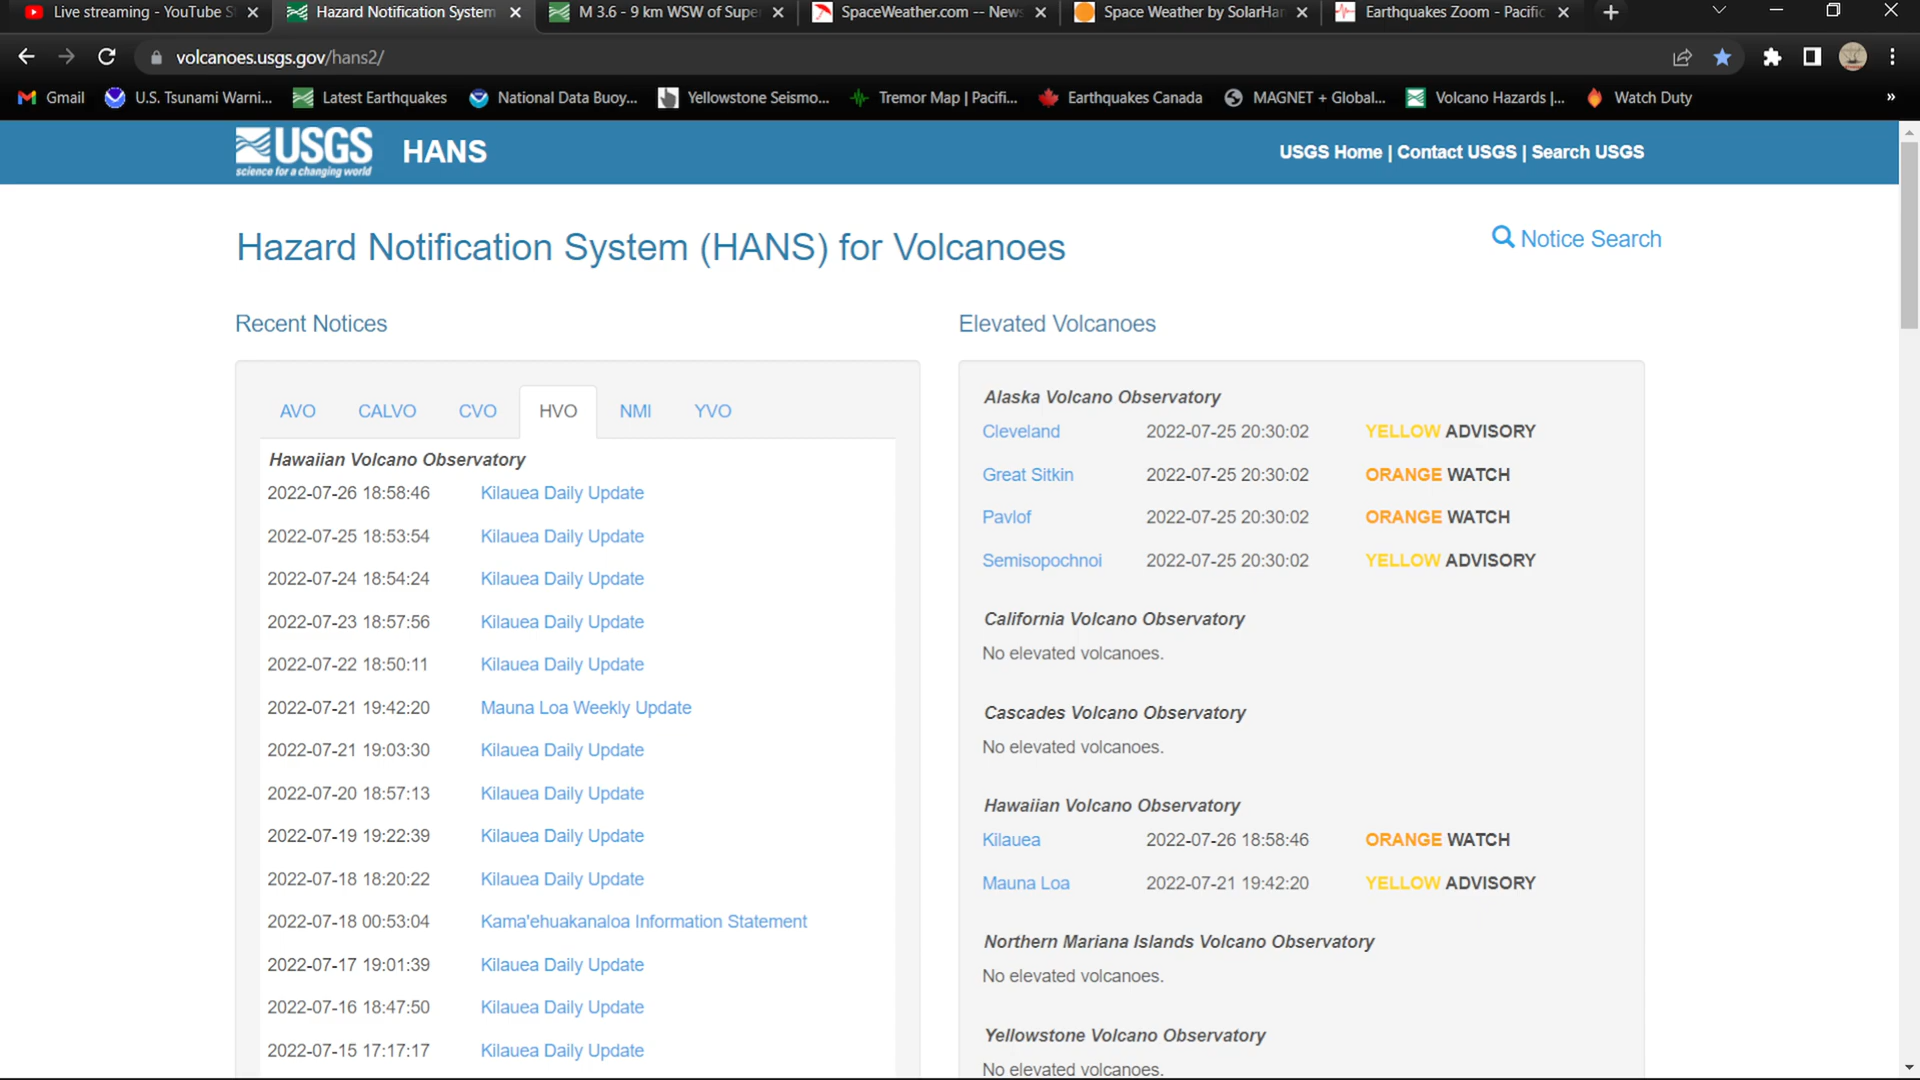 Live streaming - YouTube S
Hazard Notification System
M 3.6 - 9 km WSW of Supe
SpaceWeather.com -- News
Space Weather by SolarHam
Earthquakes Zoom - Pacific
volcanoes.usgs.gov/hans2/
Gmail
U.S. Tsunami Warni...
Latest Earthquakes
National Data Buoy...
Yellowstone Seismo...
Tremor Map | Pacifi...
Earthquakes Canada
MAGNET + Global...
Volcano Hazards |...
Watch Duty
»
USGS
science for a changing world
HANS
USGS Home | Contact USGS | Search USGS
Hazard Notification System (HANS) for Volcanoes
Notice Search
Recent Notices
AVO CALVO CVO HVO NMI YVO
Hawaiian Volcano Observatory
2022-07-26 18:58:46 Kilauea Daily Update
2022-07-25 18:53:54 Kilauea Daily Update
2022-07-24 18:54:24 Kilauea Daily Update
2022-07-23 18:57:56 Kilauea Daily Update
2022-07-22 18:50:11 Kilauea Daily Update
2022-07-21 19:42:20 Mauna Loa Weekly Update
2022-07-21 19:03:30 Kilauea Daily Update
2022-07-20 18:57:13 Kilauea Daily Update
2022-07-19 19:22:39 Kilauea Daily Update
2022-07-18 18:20:22 Kilauea Daily Update
2022-07-18 00:53:04 Kama'ehuakanaloa Information Statement
2022-07-17 19:01:39 Kilauea Daily Update
2022-07-16 18:47:50 Kilauea Daily Update
2022-07-15 17:17:17 Kilauea Daily Update
Elevated Volcanoes
Alaska Volcano Observatory
Cleveland 2022-07-25 20:30:02 YELLOW ADVISORY
Great Sitkin 2022-07-25 20:30:02 ORANGE WATCH
Pavlof 2022-07-25 20:30:02 ORANGE WATCH
Semisopochnoi 2022-07-25 20:30:02 YELLOW ADVISORY
California Volcano Observatory
No elevated volcanoes.
Cascades Volcano Observatory
No elevated volcanoes.
Hawaiian Volcano Observatory
Kilauea 2022-07-26 18:58:46 ORANGE WATCH
Mauna Loa 2022-07-21 19:42:20 YELLOW ADVISORY
Northern Mariana Islands Volcano Observatory
No elevated volcanoes.
Yellowstone Volcano Observatory
No elevated volcanoes.